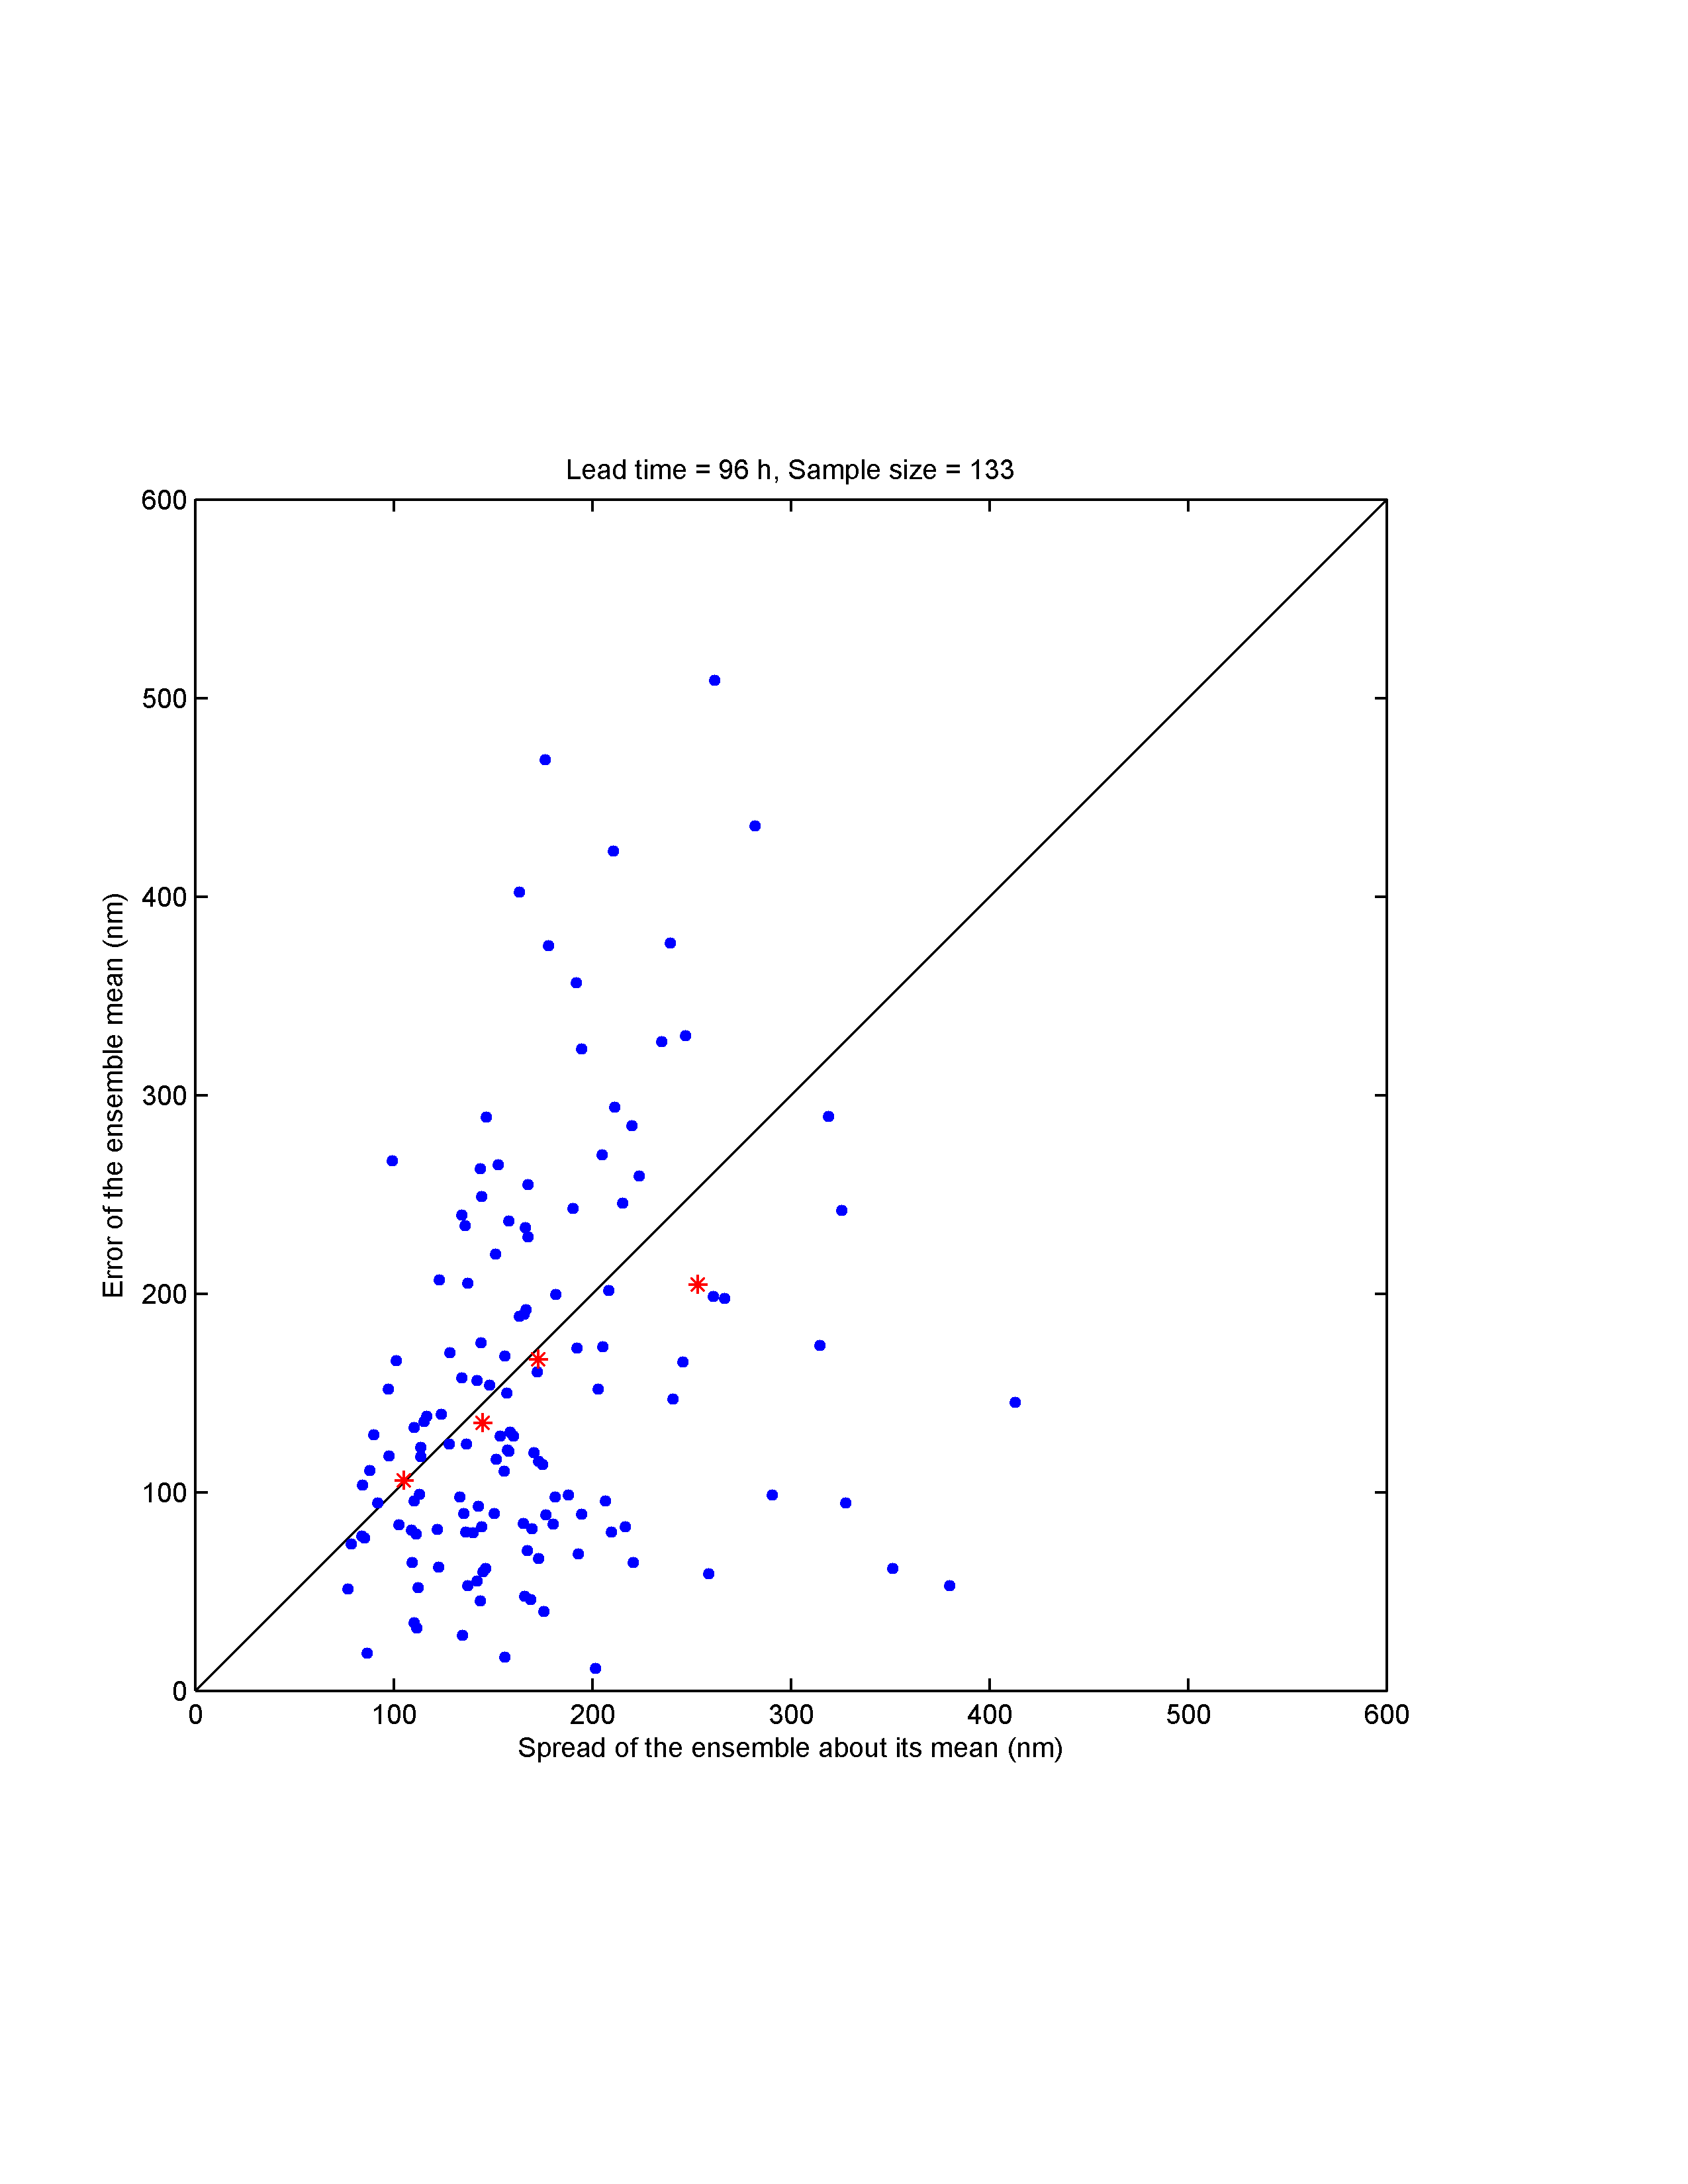 Lead time = 96 h, Sample size = 133
600
500
400
300
200
100
0
Error of the ensemble mean (nm)
0 100 200 300 400 500 600
Spread of the ensemble about its mean (nm)